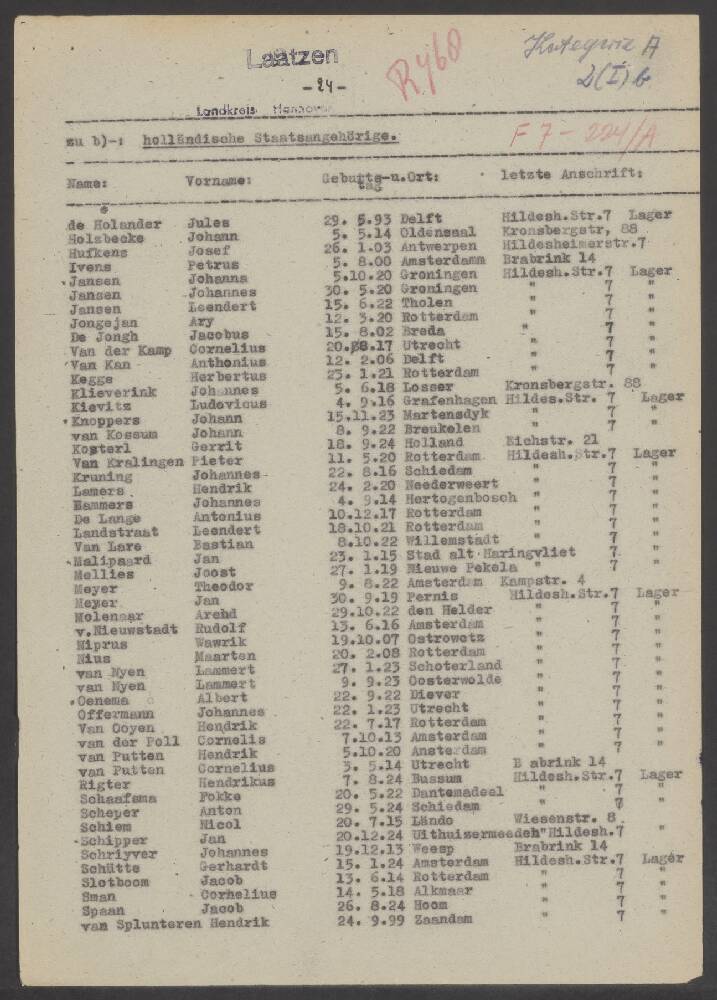 Laatzen
R460
Kategorie A
- 24 -
2(I) b
Landkreis Hannover
zu b)-: holländische Staatsangehörige.
F 7 - 224/A
Name: Vorname: Geburts-u.Ort: letzte Anschrift:
tag
de Holander Jules 29. 5.93 Delft Hildesh.Str.7 Lager
Holsbecke Johann 5. 5.14 Oldensaal Kronsbergstr, 88
Hufkens Josef 26. 1.03 Antwerpen Hildesheimerstr.7
Ivens Petrus 5. 8.00 Amsterdamm Brabrink 14
Jansen Johanna 5.10.20 Groningen Hildesh.Str.7 Lager
Jansen Johannes 30. 5.20 Groningen " 7 "
Jansen Leendert 15. 6.22 Tholen " 7 "
Jongejan Ary 12. 3.20 Rotterdam " 7 "
De Jongh Jacobus 15. 8.02 Breda " 7 "
Van der Kamp Cornelius 20.08.17 Utrecht " 7 "
Van Kan Anthonius 12. 2.06 Delft " 7 "
Kegge Herbertus 23. 1.21 Rotterdam " 7 "
Klieverink Johannes 5. 6.18 Losser Kronsbergstr. 88
Kievitz Ludovicus 4. 9.16 Grafenhagen Hildes.Str. 7 Lager
Knoppers Johann 15.11.23 Martensdyk " 7 "
van Kossum Johann 8. 9.22 Breukelen " 7 "
Kosterl Gerrit 18. 9.24 Holland Eichstr. 21
Van Kralingen Pieter 11. 5.20 Rotterdam Hildesh.Str.7 Lager
Kruning Johannes 22. 8.16 Schiedam " 7 "
Lamers Hendrik 24. 2.20 Neederweert " 7 "
Lammers Johannes 4. 9.14 Hertogenbosch " 7 "
De Lange Antonius 10.12.17 Rotterdam " 7 "
Landstraat Leendert 18.10.21 Rotterdam " 7 "
Van Lare Bastian 8.10.22 Willemstadt " 7 "
Malipaard Jan 23. 1.15 Stad alt Haringvliet 7 "
Mellies Joost 27. 1.19 Nieuwe Pekela " 7 "
Meyer Theodor 9. 8.22 Amsterdam Kampstr. 4
Meyer Jan 30. 9.19 Pernis Hildesh.Str.7 Lager
Molenaar Arend 29.10.22 den Helder " 7 "
v.Nieuwstadt Rudolf 13. 6.16 Amsterdam " 7 "
Niprus Wawrik 19.10.07 Ostrowetz " 7 "
Nius Maarten 20. 2.08 Rotterdam " 7 "
van Nyen Lammert 27. 1.23 Schoterland " 7 "
van Nyen Lammert 9. 9.23 Oosterwolde " 7 "
Oenema Albert 22. 9.22 Diever " 7 "
Offermann Johannes 22. 1.23 Utrecht " 7 "
Van Ooyen Hendrik 22. 7.17 Rotterdam " 7 "
van der Poll Cornelis 7.10.13 Amsterdam " 7 "
van Putten Hendrik 5.10.20 Amsterdam " 7 "
van Putten Cornelius 3. 5.14 Utrecht B abrink 14
Rigter Hendrikus 7. 8.24 Bussum Hildesh.Str.7 Lager
Schaafsma Fokke 20. 5.22 Dantemadeel " 7 "
Scheper Anton 29. 5.24 Schiedam " 7 "
Schiem Nicol 20. 7.15 Ländo Wiesenstr. 8
Schipper Jan 20.12.24 Uithuizermeedeh"Hildesh.7 "
Schriyver Johannes 19.12.13 Weesp Brabrink 14
Schütte Gerhardt 15. 1.24 Amsterdam Hildesh.Str.7 Lager
Slotboom Jacob 13. 6.14 Rotterdam " 7 "
Sman Cornelius 14. 5.18 Alkmaar " 7 "
Spaan Jacob 26. 8.24 Hoom " 7 "
van Splunteren Hendrik 24. 9.99 Zaandam " 7 "